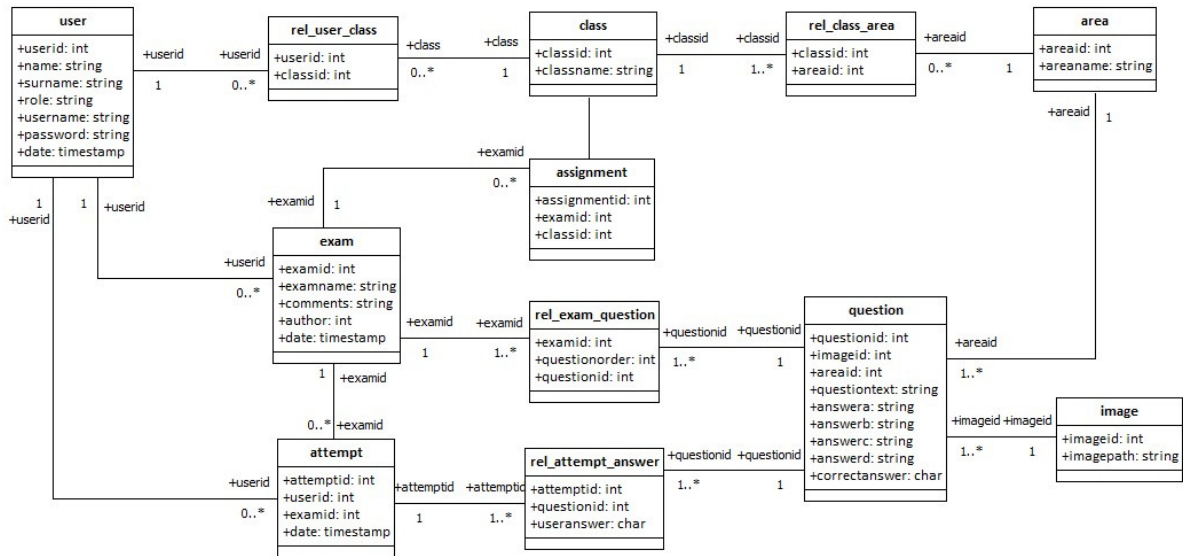 user
+userid: int
+name: string
+surname: string
+role: string
+username: string
+password: string
+date: timestamp
+userid
1
+userid
0..*
rel_user_class
+userid: int
+classid: int
+class
0..*
+class
1
class
+classid: int
+classname: string
+classid
1
+classid
1..*
rel_class_area
+classid: int
+areaid: int
+areaid
0..*
1
area
+areaid: int
+areaname: string
+areaid
1
1
+userid
1
+userid
+examid
1
+examid
0..*
assignment
+assignmentid: int
+examid: int
+classid: int
+userid
0..*
exam
+examid: int
+examname: string
+comments: string
+author: int
+date: timestamp
+examid
1
+examid
1..*
rel_exam_question
+examid: int
+questionorder: int
+questionid: int
+questionid
1..*
+questionid
1
question
+questionid: int
+imageid: int
+areaid: int
+questiontext: string
+answera: string
+answerb: string
+answerc: string
+answerd: string
+correctanswer: char
+areaid
1..*
+imageid
1..*
+imageid
1
image
+imageid: int
+imagepath: string
1
+examid
0..*
+examid
+userid
0..*
attempt
+attemptid: int
+userid: int
+examid: int
+date: timestamp
+attemptid
1
+attemptid
1..*
rel_attempt_answer
+attemptid: int
+questionid: int
+useranswer: char
+questionid
1..*
+questionid
1